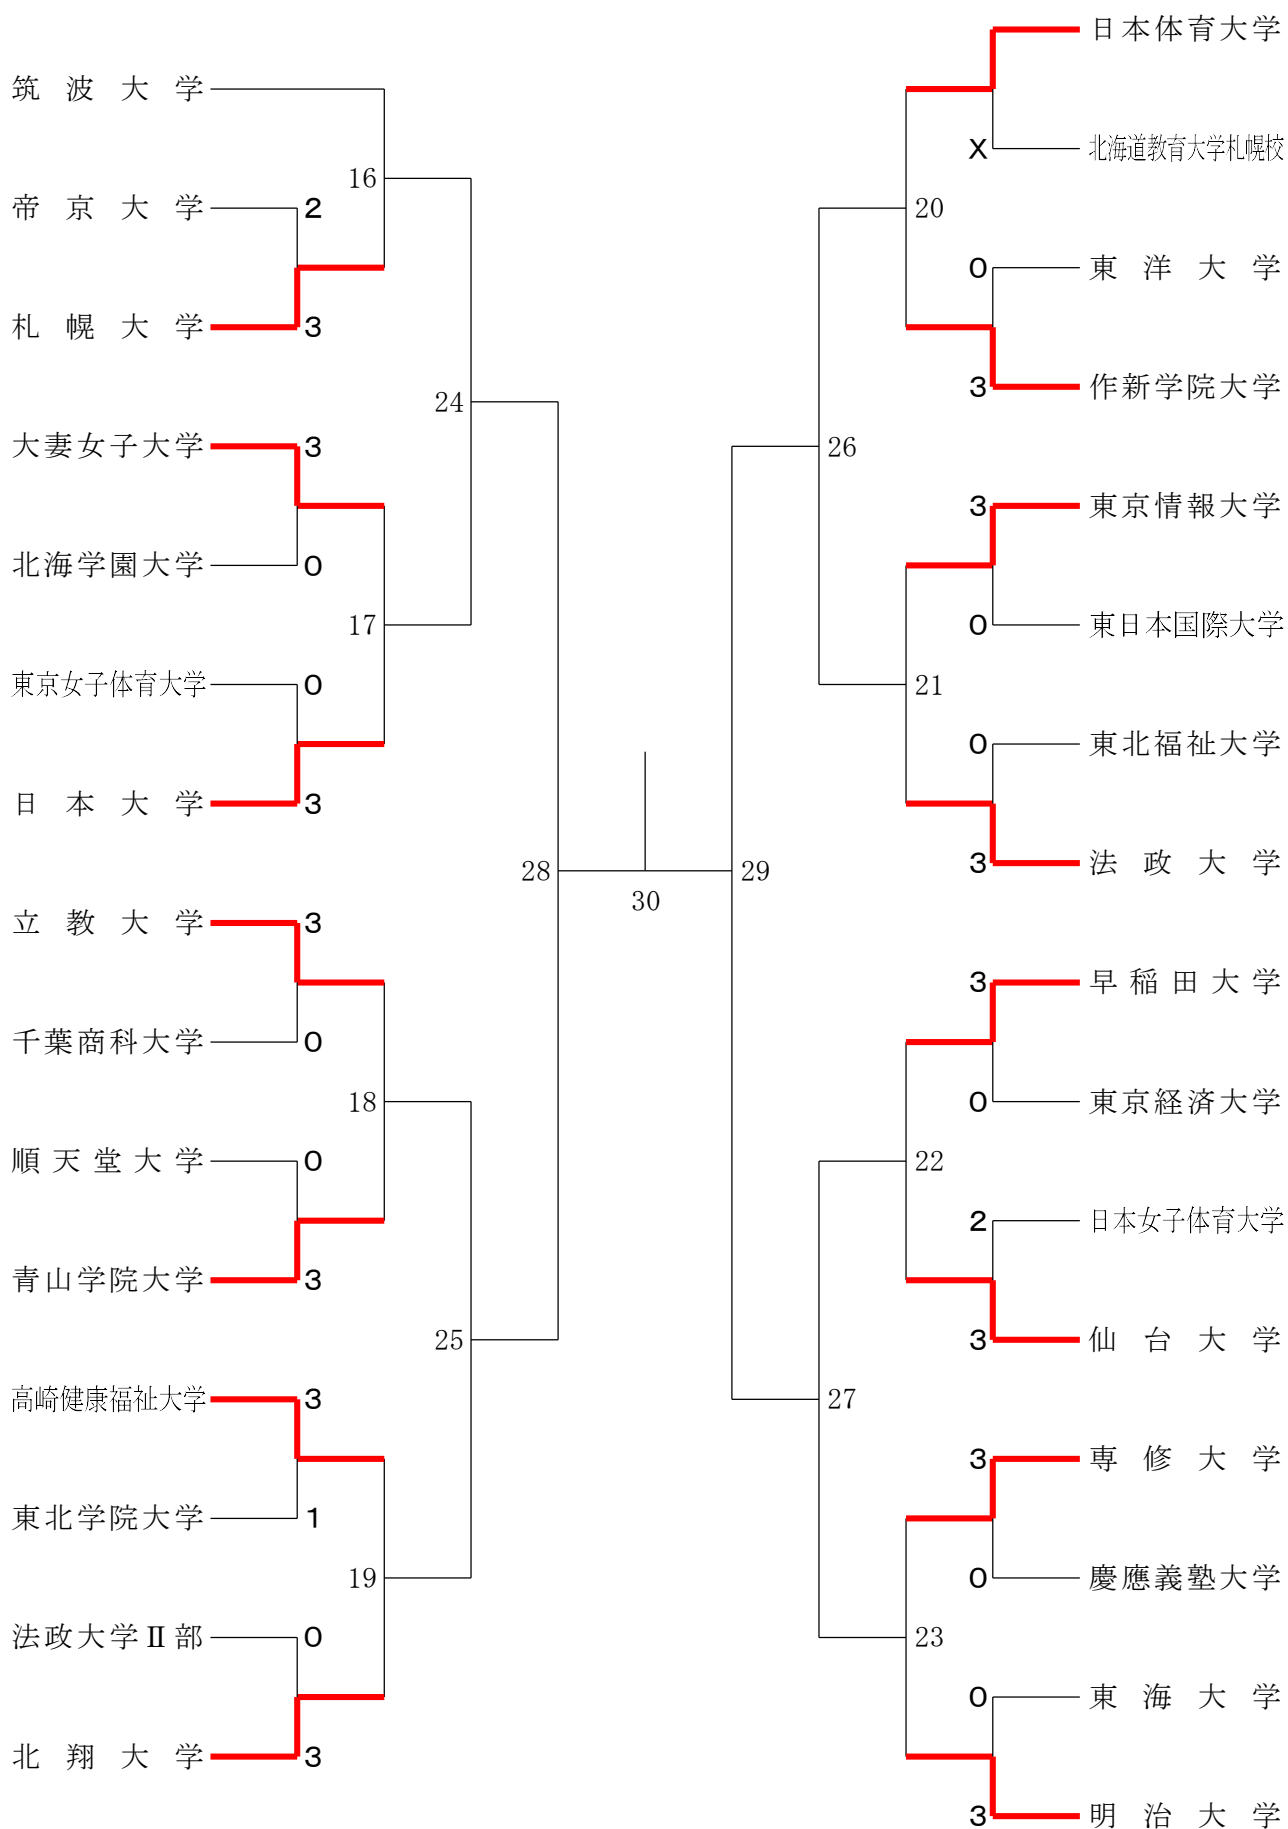 筑波大学
16
帝京大学 2
札幌大学 3
24
大妻女子大学 3
北海学園大学 0
17
東京女子体育大学 0
日本大学 3
28
立教大学 3
千葉商科大学 0
18
順天堂大学 0
青山学院大学 3
25
高崎健康福祉大学 3
東北学院大学 1
19
法政大学Ⅱ部 0
北翔大学 3
30
日本体育大学
X 北海道教育大学札幌校
20
0 東洋大学
3 作新学院大学
26
3 東京情報大学
0 東日本国際大学
21
0 東北福祉大学
3 法政大学
29
3 早稲田大学
0 東京経済大学
22
2 日本女子体育大学
3 仙台大学
27
3 専修大学
0 慶應義塾大学
23
0 東海大学
3 明治大学